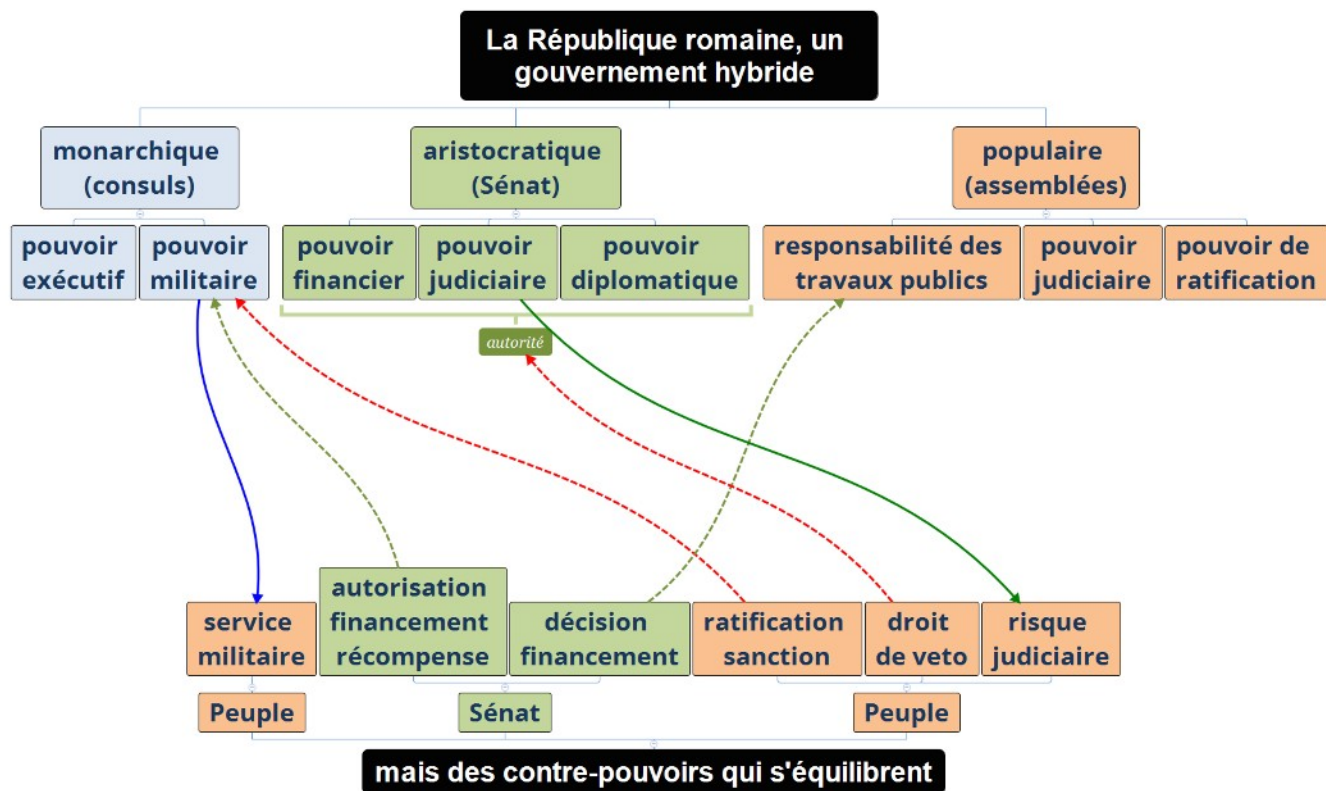 La République romaine, un
gouvernement hybride
monarchique
(consuls)
aristocratique
(Sénat)
populaire
(assemblées)
pouvoir
exécutif
pouvoir
militaire
pouvoir
financier
pouvoir
judiciaire
pouvoir
diplomatique
responsabilité des
travaux publics
pouvoir
judiciaire
pouvoir de
ratification
autorité
service
militaire
autorisation
financement
récompense
décision
financement
ratification
sanction
droit
de veto
risque
judiciaire
Peuple
Sénat
Peuple
mais des contre-pouvoirs qui s'équilibrent